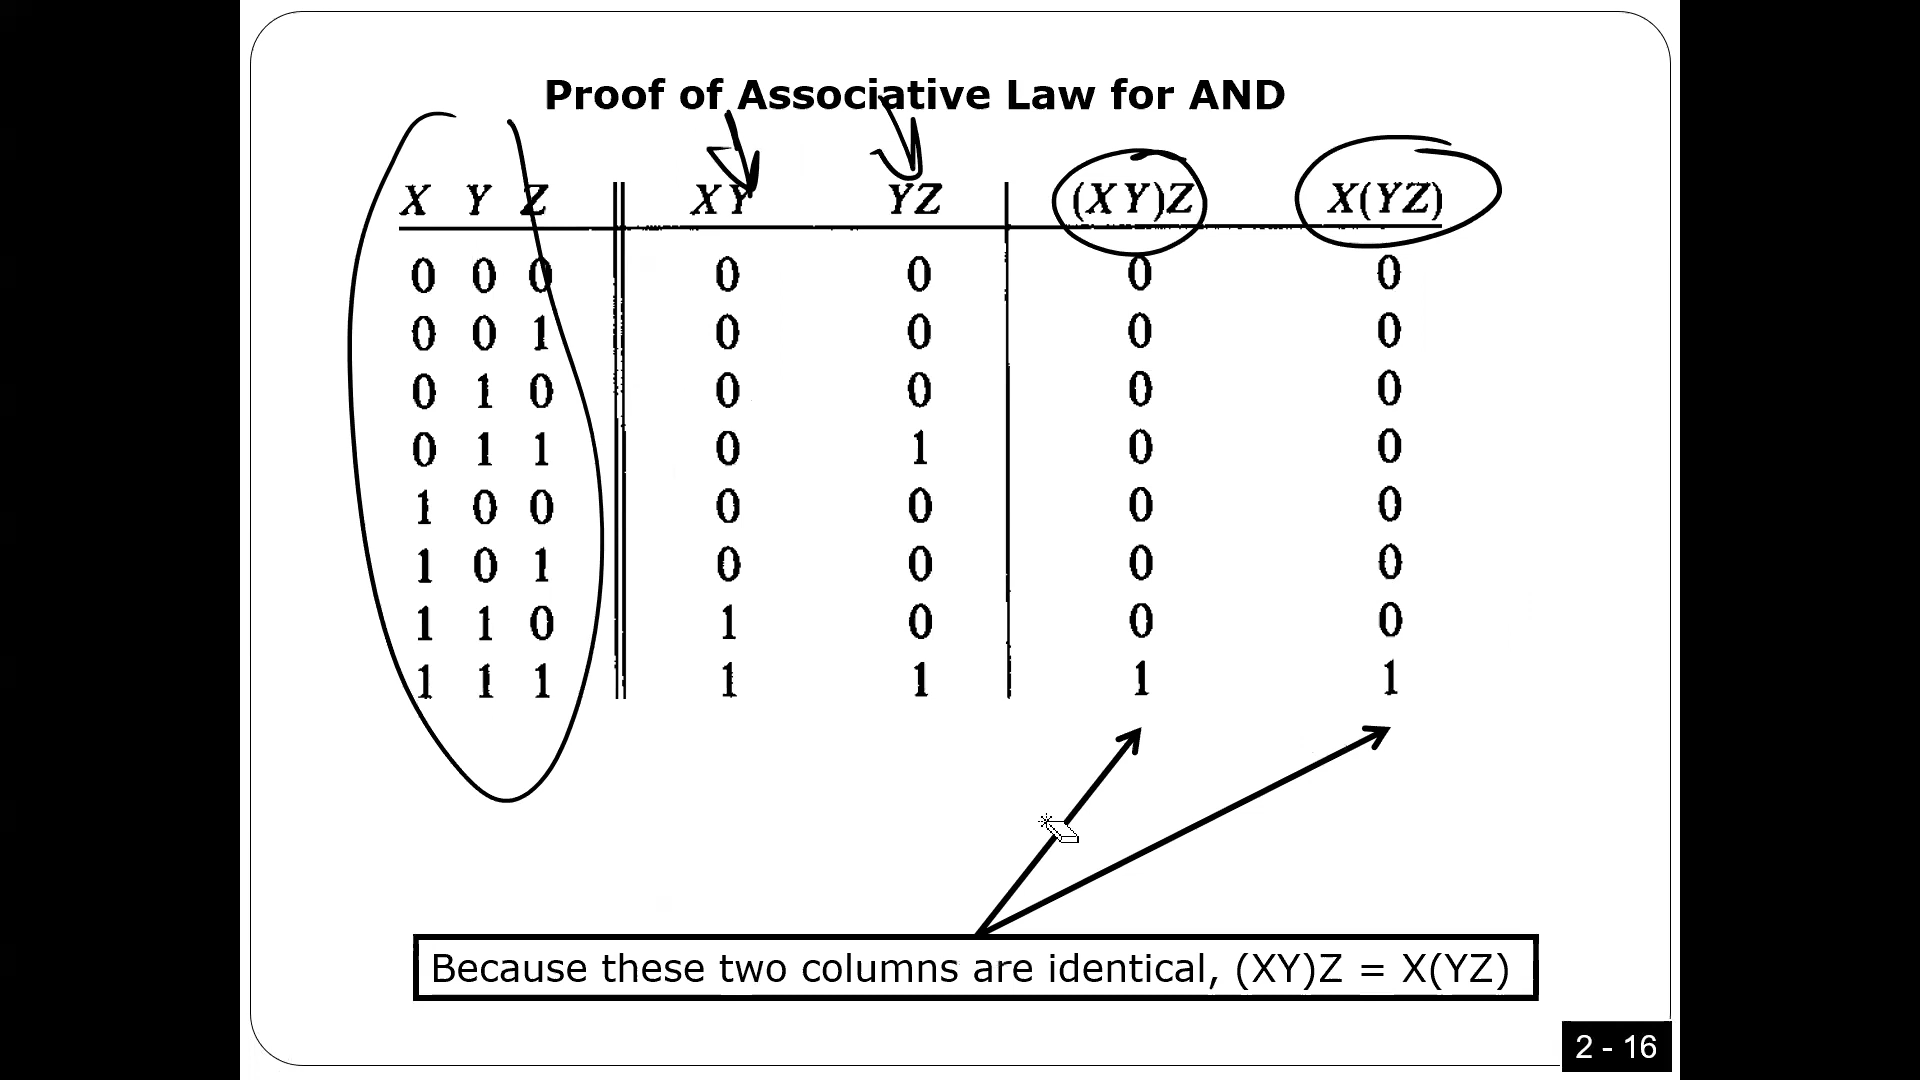 Proof of Associative Law for AND
X Y Z XY YZ (XY)Z X(YZ)
0 0 0 0 0 0 0
0 0 1 0 0 0 0
0 1 0 0 0 0 0
0 1 1 0 1 0 0
1 0 0 0 0 0 0
1 0 1 0 0 0 0
1 1 0 1 0 0 0
1 1 1 1 1 1 1
Because these two columns are identical, (XY)Z = X(YZ)
2 - 16